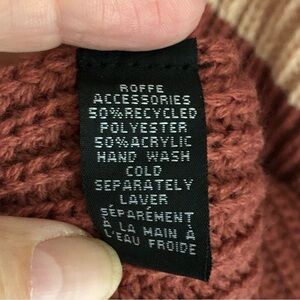 ROFFE
ACCESSORIES
50%RECYCLED
POLYESTER
50%ACRYLIC
HAND WASH
COLD
SEPARATELY
LAVER
SÉPARÉMENT
À LA MAIN À
L'EAU FROIDE